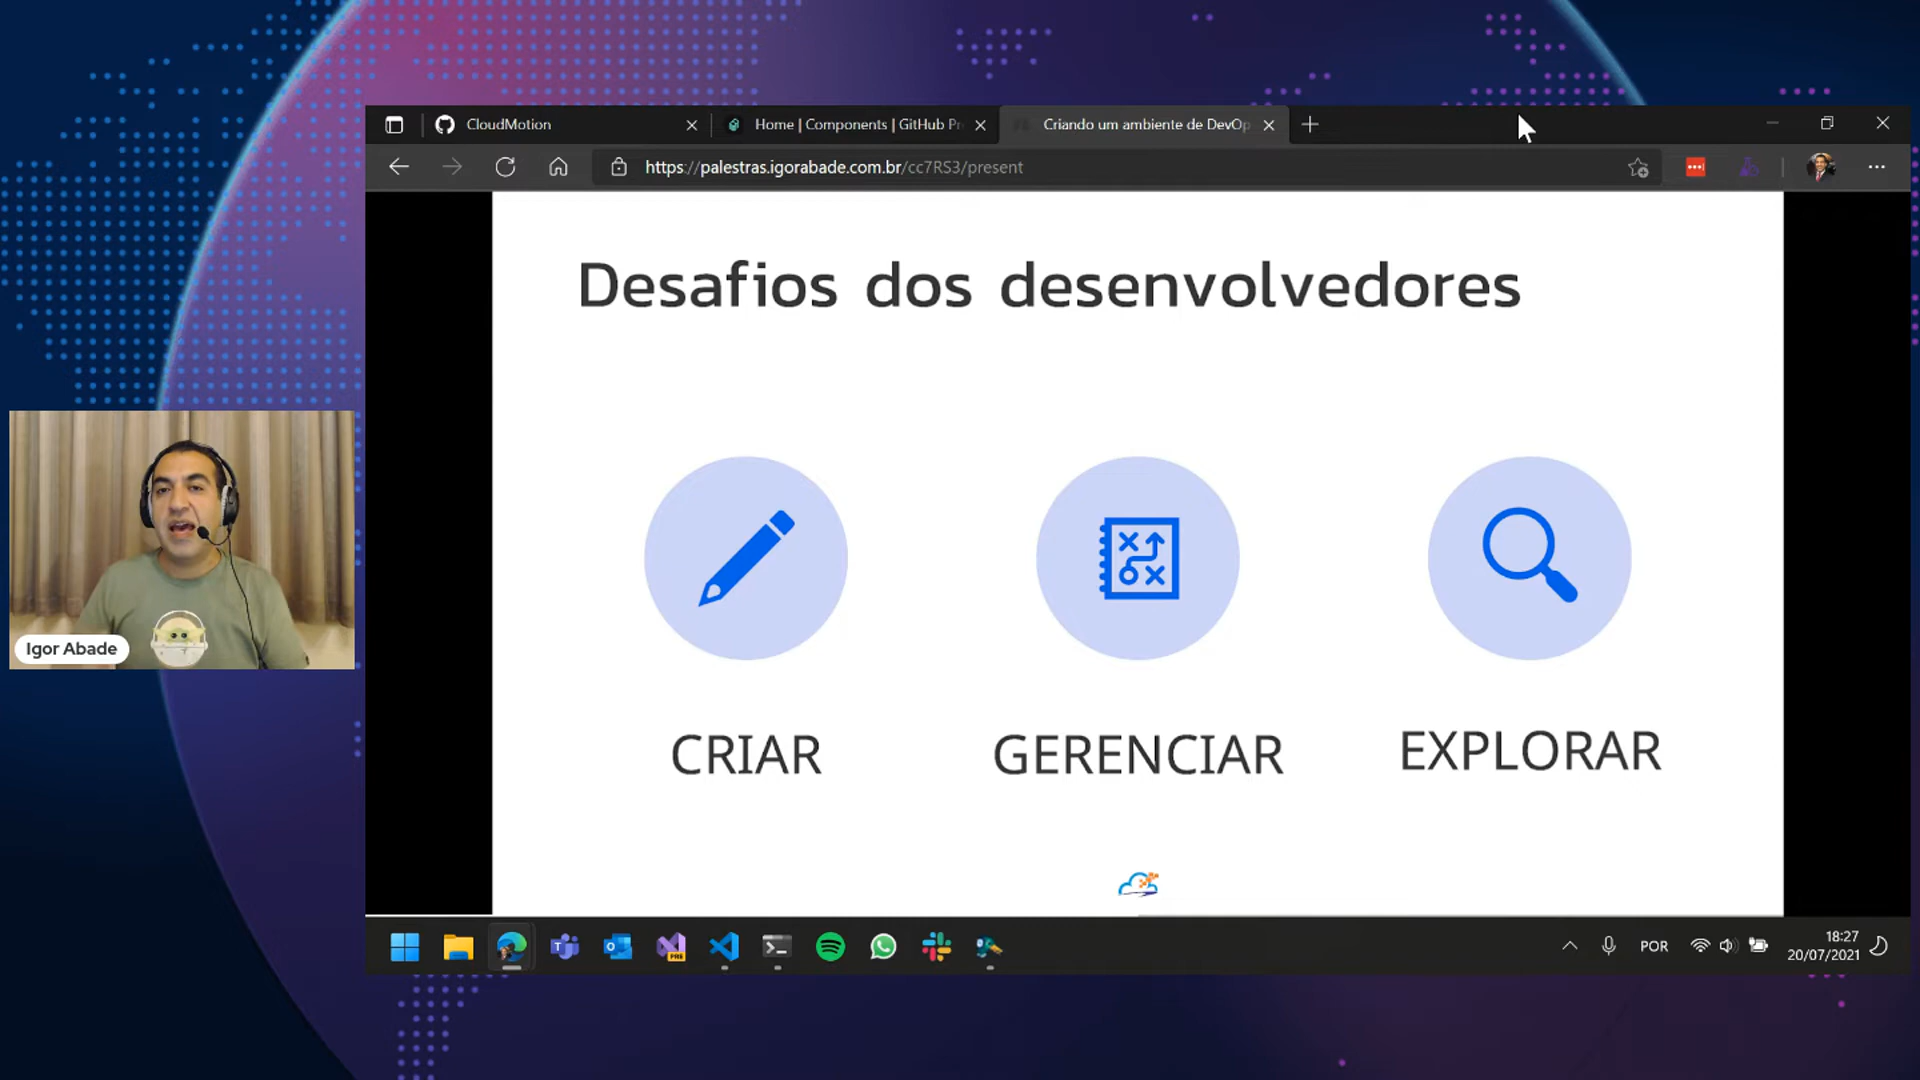 CloudMotion
Home | Components | GitHub Pr
Criando um ambiente de DevOp
https://palestras.igorabade.com.br/cc7RS3/present
Desafios dos desenvolvedores
CRIAR
GERENCIAR
EXPLORAR
Igor Abade
PRE
POR
18:27
20/07/2021